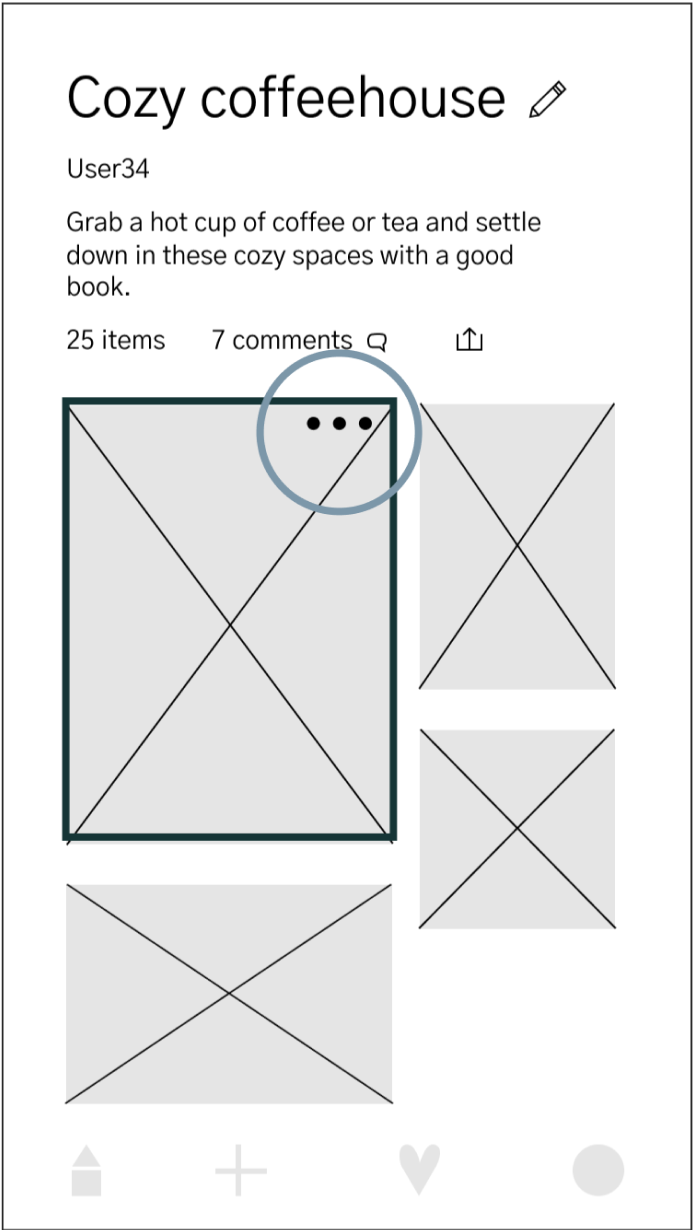 Cozy coffeehouse
User34
Grab a hot cup of coffee or tea and settle
down in these cozy spaces with a good
book.
25 items 7 comments